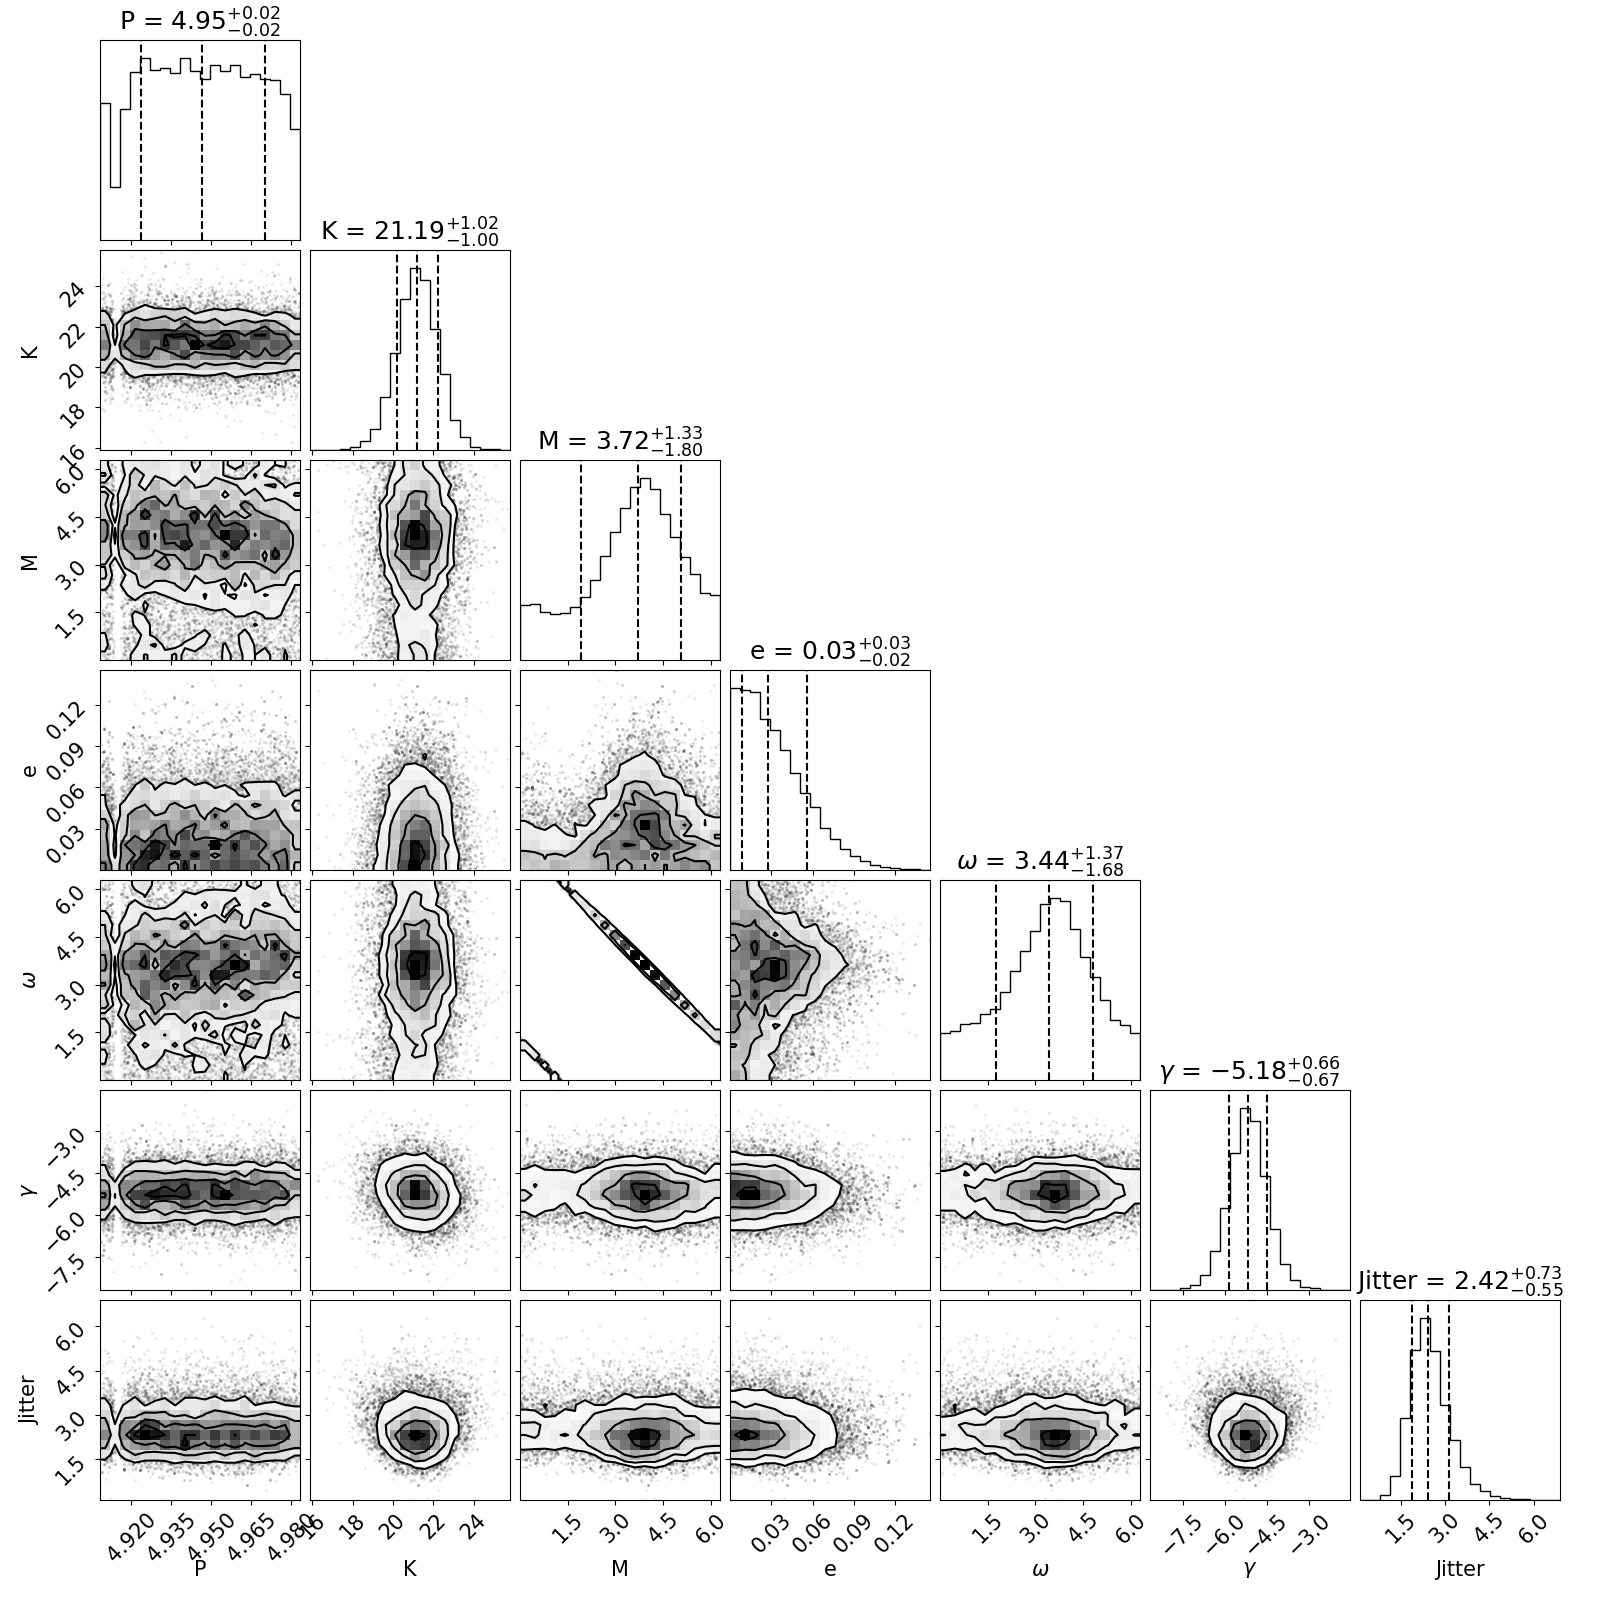 P = 4.95+0.02−0.02
K = 21.19+1.02−1.00
24
22
20
18
16
K
M = 3.72+1.33−1.80
6.0
4.5
3.0
1.5
M
e = 0.03+0.03−0.02
0.12
0.09
0.06
0.03
e
ω = 3.44+1.37−1.68
6.0
4.5
3.0
1.5
ω
γ = −5.18+0.66−0.67
−3.0
−4.5
−6.0
−7.5
γ
Jitter = 2.42+0.73−0.55
6.0
4.5
3.0
1.5
Jitter
4.920 4.935 4.950 4.965 4.980 16 18 20 22 24 1.5 3.0 4.5 6.0 0.03 0.06 0.09 0.12 1.5 3.0 4.5 6.0 −7.5 −6.0 −4.5 −3.0 1.5 3.0 4.5 6.0
P K M e ω γ Jitter